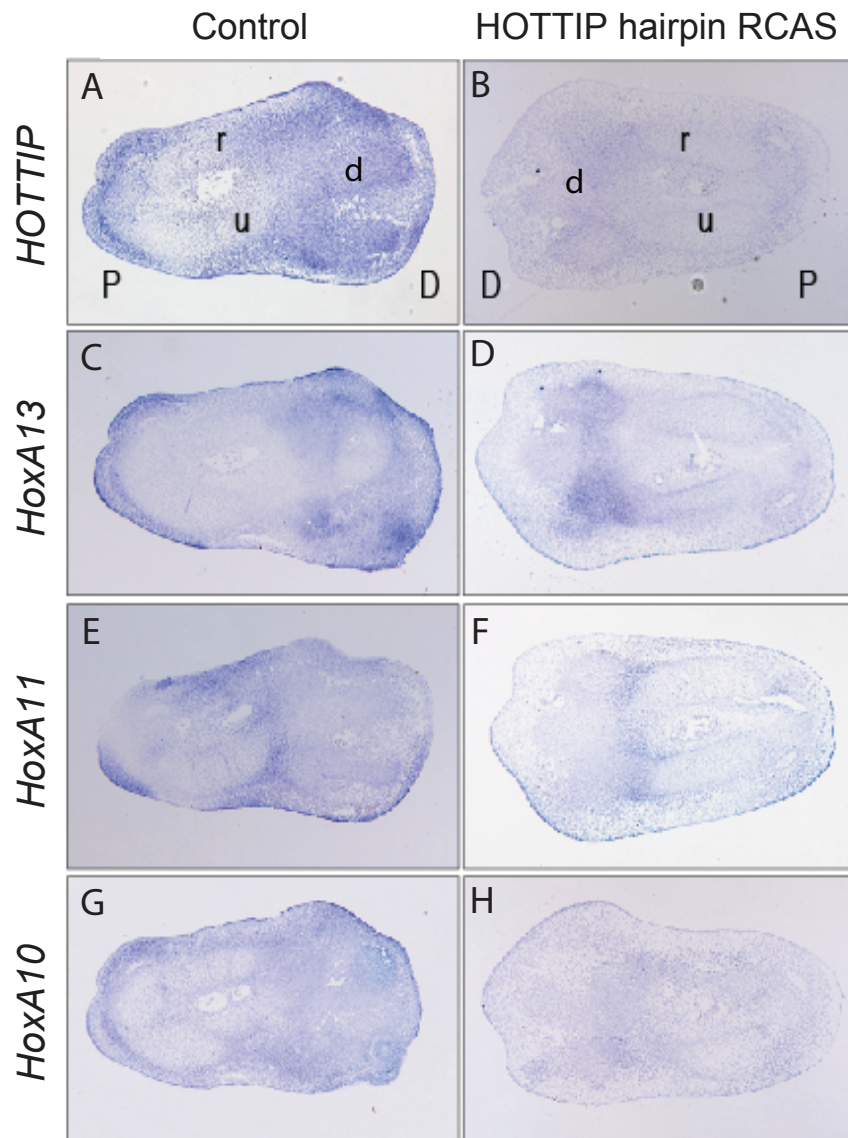 Control HOTTIP hairpin RCAS
HOTTIP
A
r
d
u
P D
B
r
d
u
D P
HoxA13
C
D
HoxA11
E
F
HoxA10
G
H